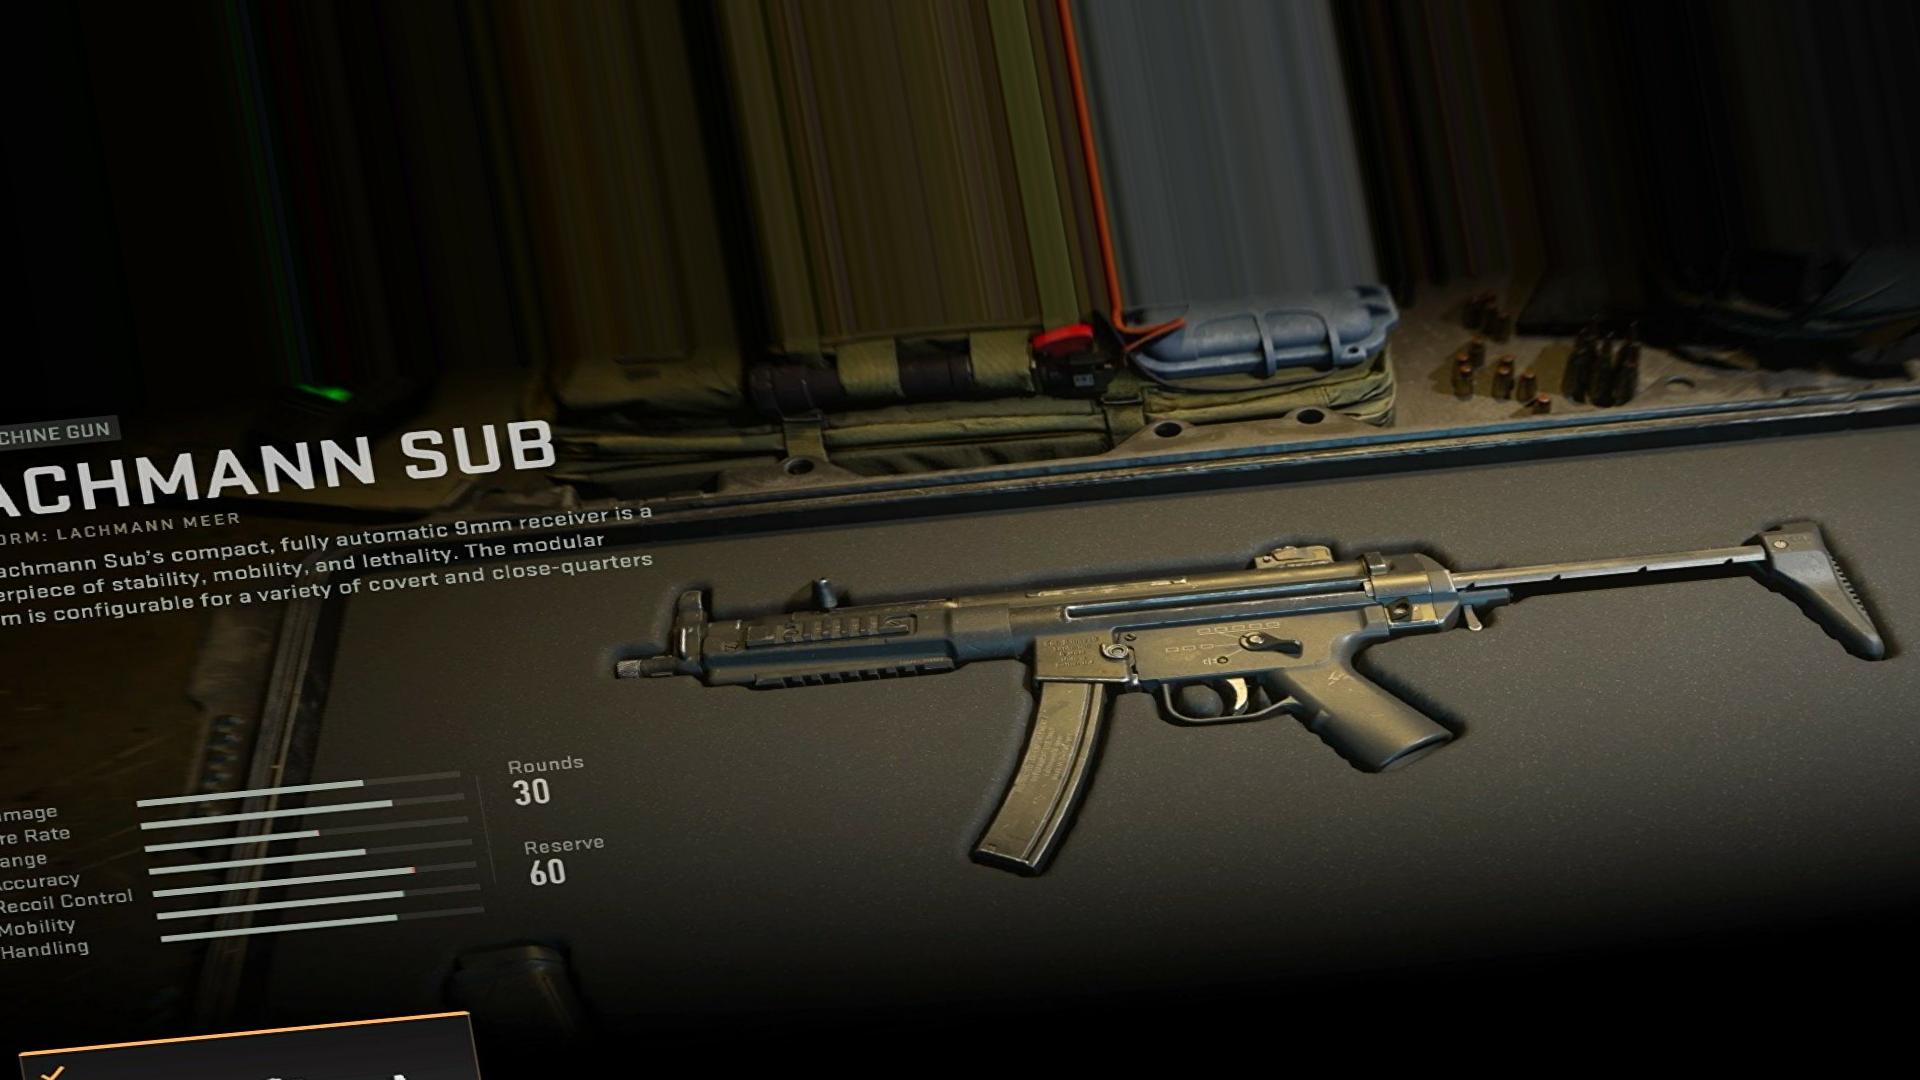 CHINE GUN
ACHMANN SUB
ORM: LACHMANN MEER
achmann Sub's compact, fully automatic 9mm receiver is a
erpiece of stability, mobility, and lethality. The modular
m is configurable for a variety of covert and close-quarters
Rounds
30
Reserve
60
mage
re Rate
ange
Accuracy
Recoil Control
Mobility
Handling